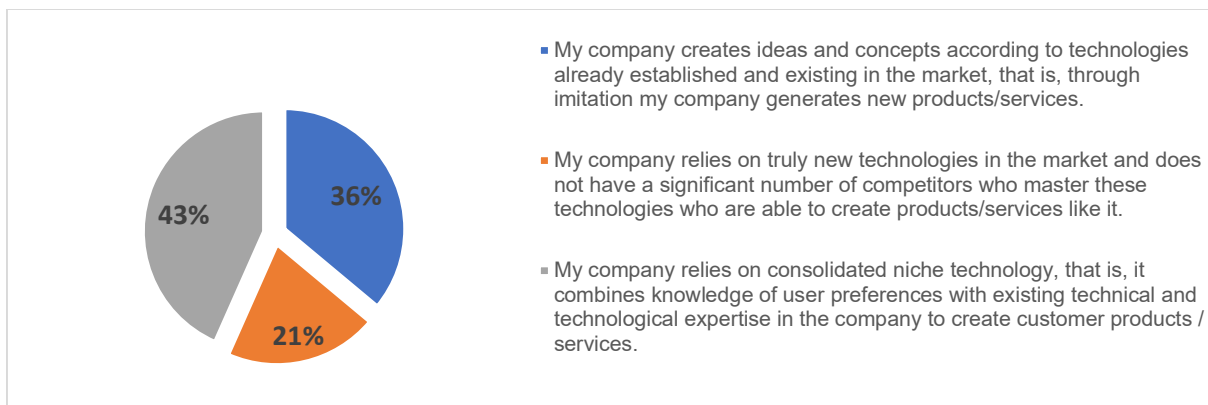 My company creates ideas and concepts according to technologies
already established and existing in the market, that is, through
imitation my company generates new products/services.
36%
43%
My company relies on truly new technologies in the market and does
not have a significant number of competitors who master these
technologies who are able to create products/services like it.
21%
My company relies on consolidated niche technology, that is, it
combines knowledge of user preferences with existing technical and
technological expertise in the company to create customer products /
services.